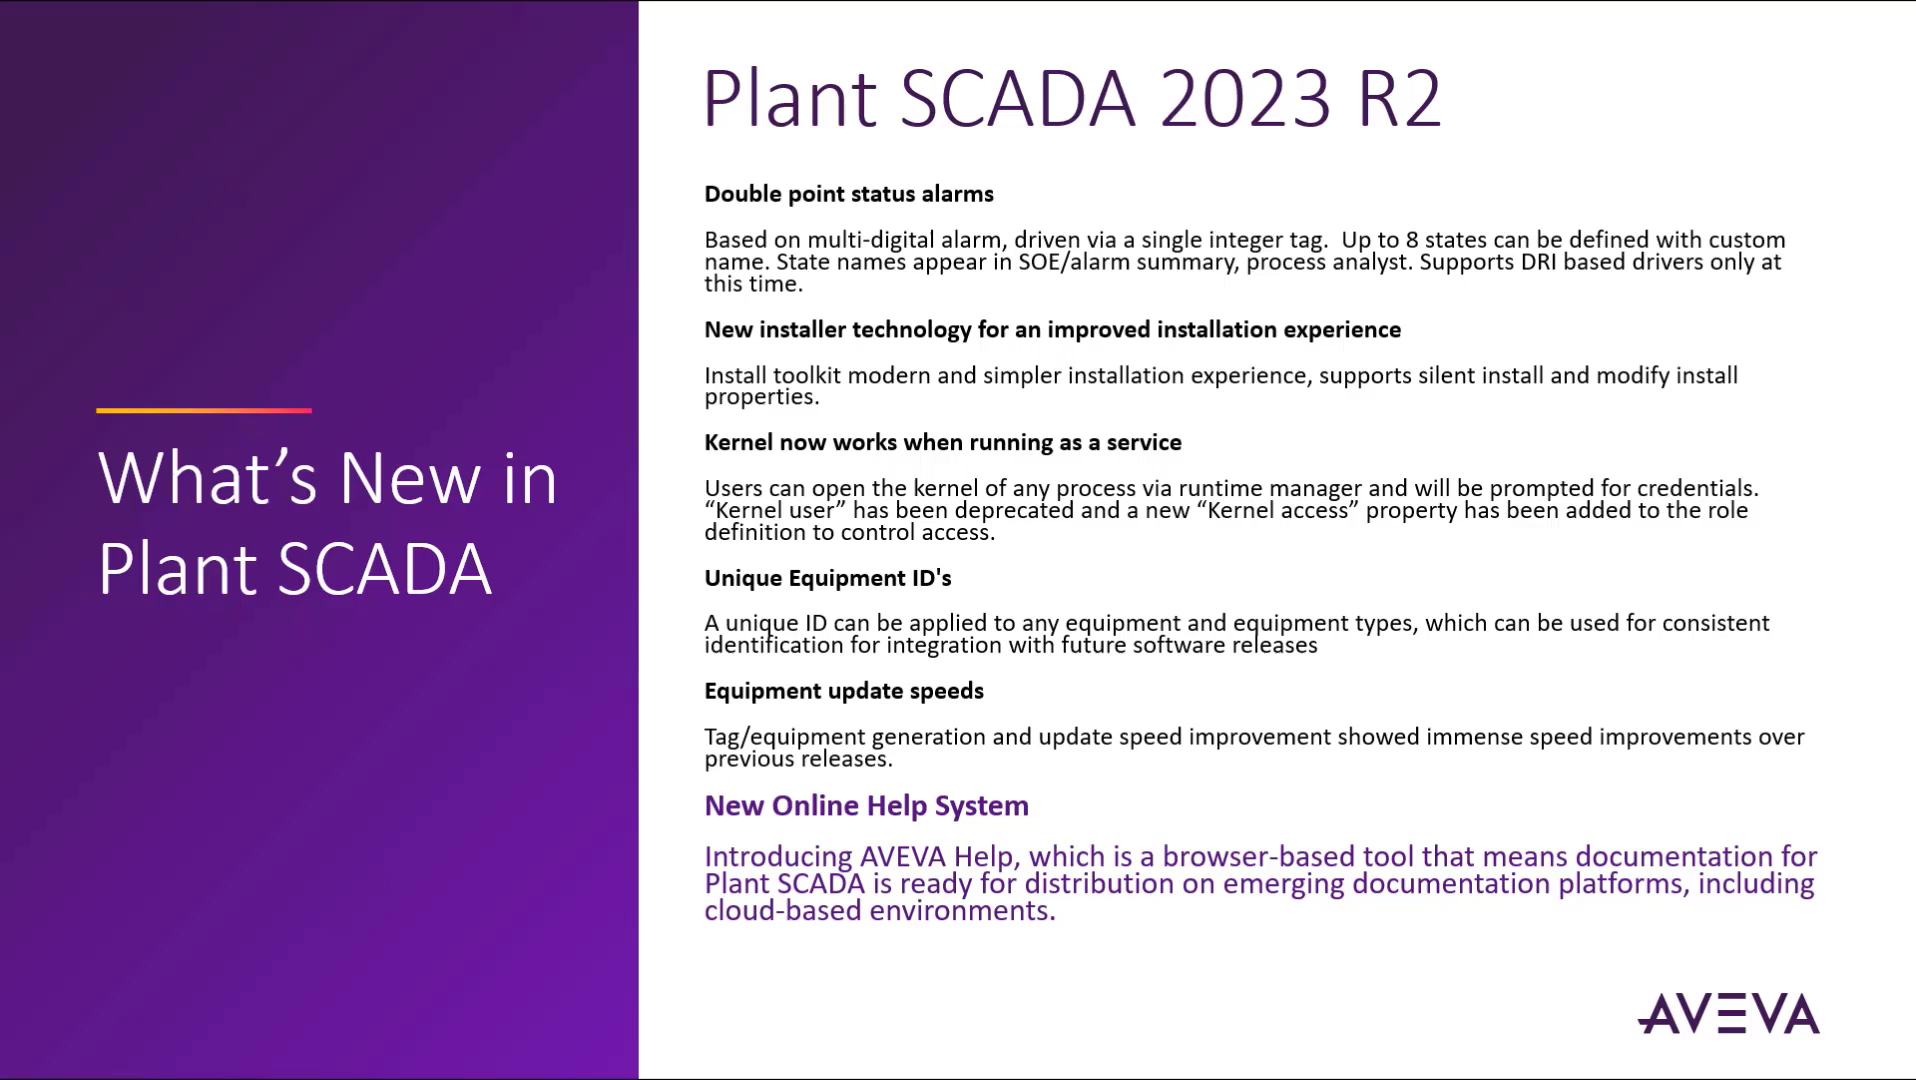 What’s New in
Plant SCADA
Plant SCADA 2023 R2
Double point status alarms
Based on multi-digital alarm, driven via a single integer tag.  Up to 8 states can be defined with custom
name. State names appear in SOE/alarm summary, process analyst. Supports DRI based drivers only at
this time.
New installer technology for an improved installation experience
Install toolkit modern and simpler installation experience, supports silent install and modify install
properties.
Kernel now works when running as a service
Users can open the kernel of any process via runtime manager and will be prompted for credentials.
“Kernel user” has been deprecated and a new “Kernel access” property has been added to the role
definition to control access.
Unique Equipment ID's
A unique ID can be applied to any equipment and equipment types, which can be used for consistent
identification for integration with future software releases
Equipment update speeds
Tag/equipment generation and update speed improvement showed immense speed improvements over
previous releases.
New Online Help System
Introducing AVEVA Help, which is a browser-based tool that means documentation for
Plant SCADA is ready for distribution on emerging documentation platforms, including
cloud-based environments.
AVEVA